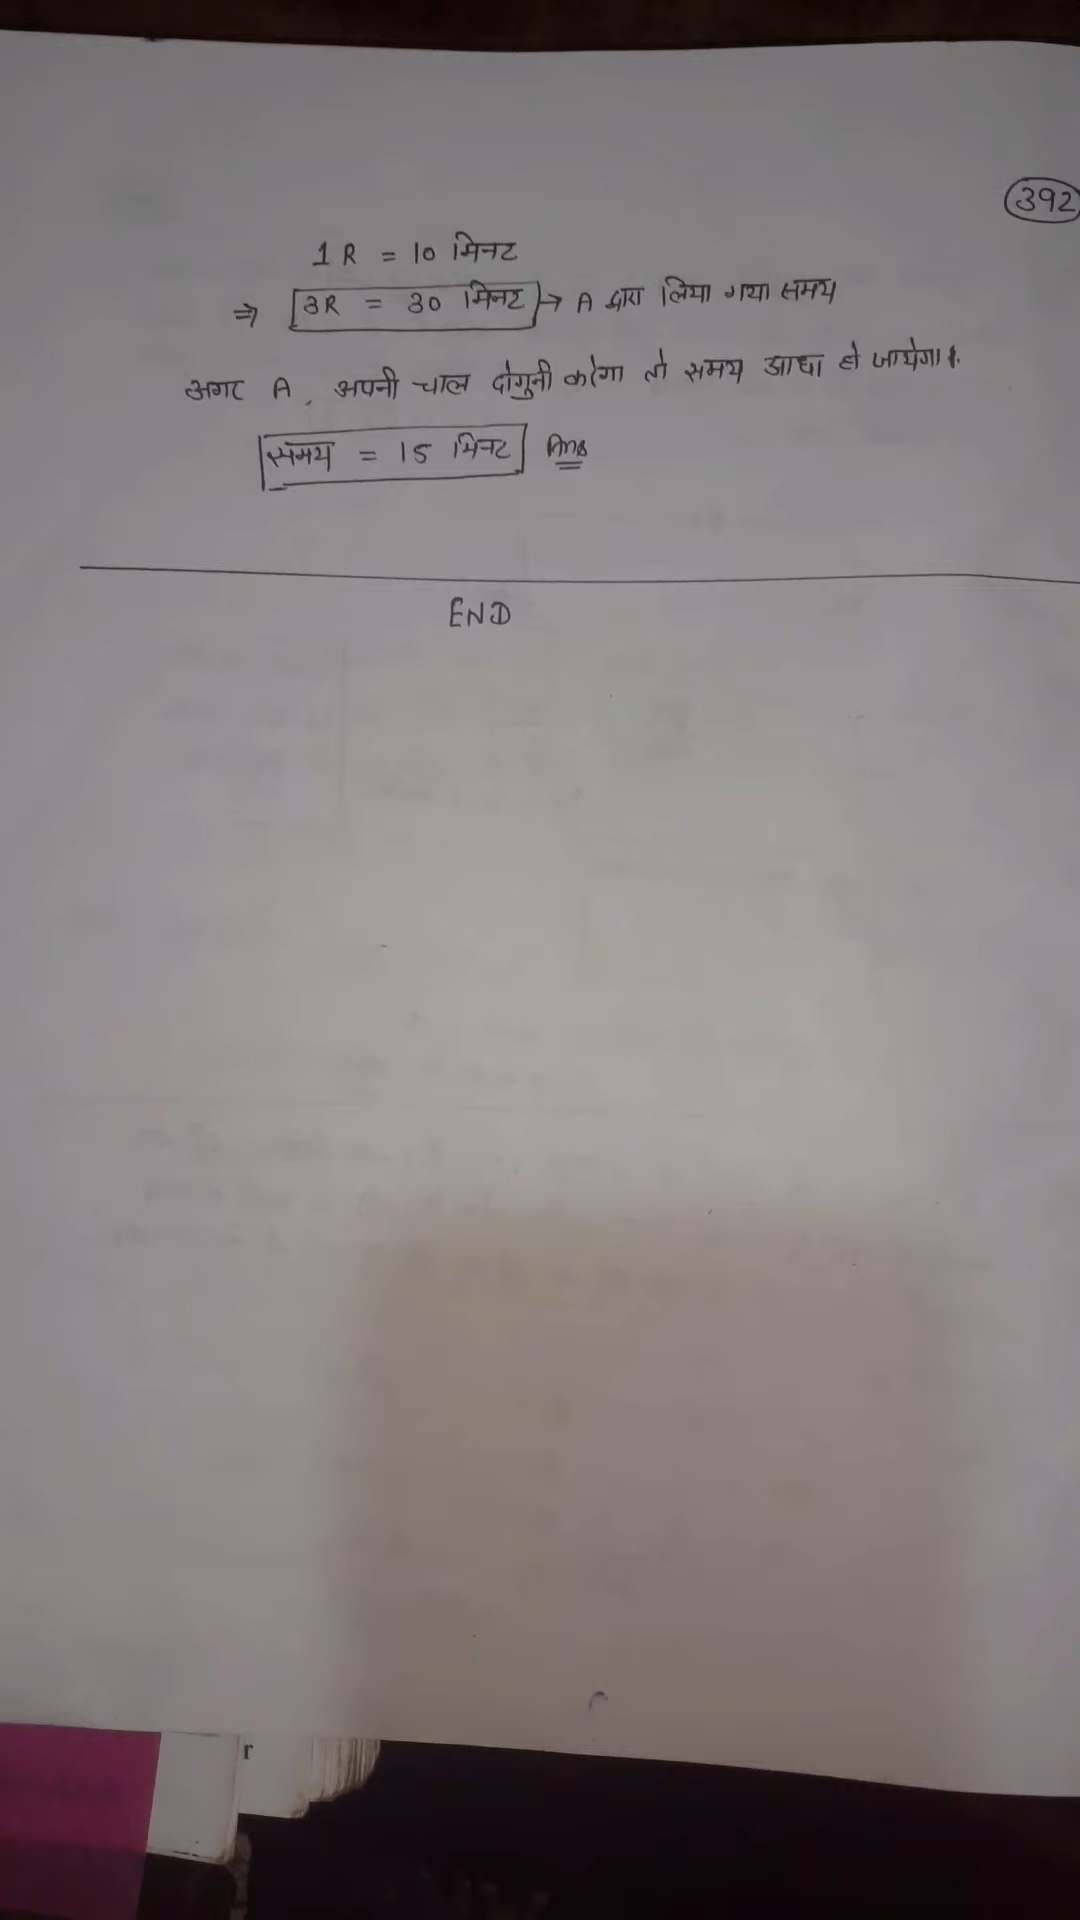 392
1 R = 10 मिनट
⇒ 3R = 30 मिनट → A द्वारा लिया गया समय
अगर A, अपनी चाल दोगुनी करेगा तो समय आधा हो जायेगा।
समय = 15 मिनट Ans
END
r